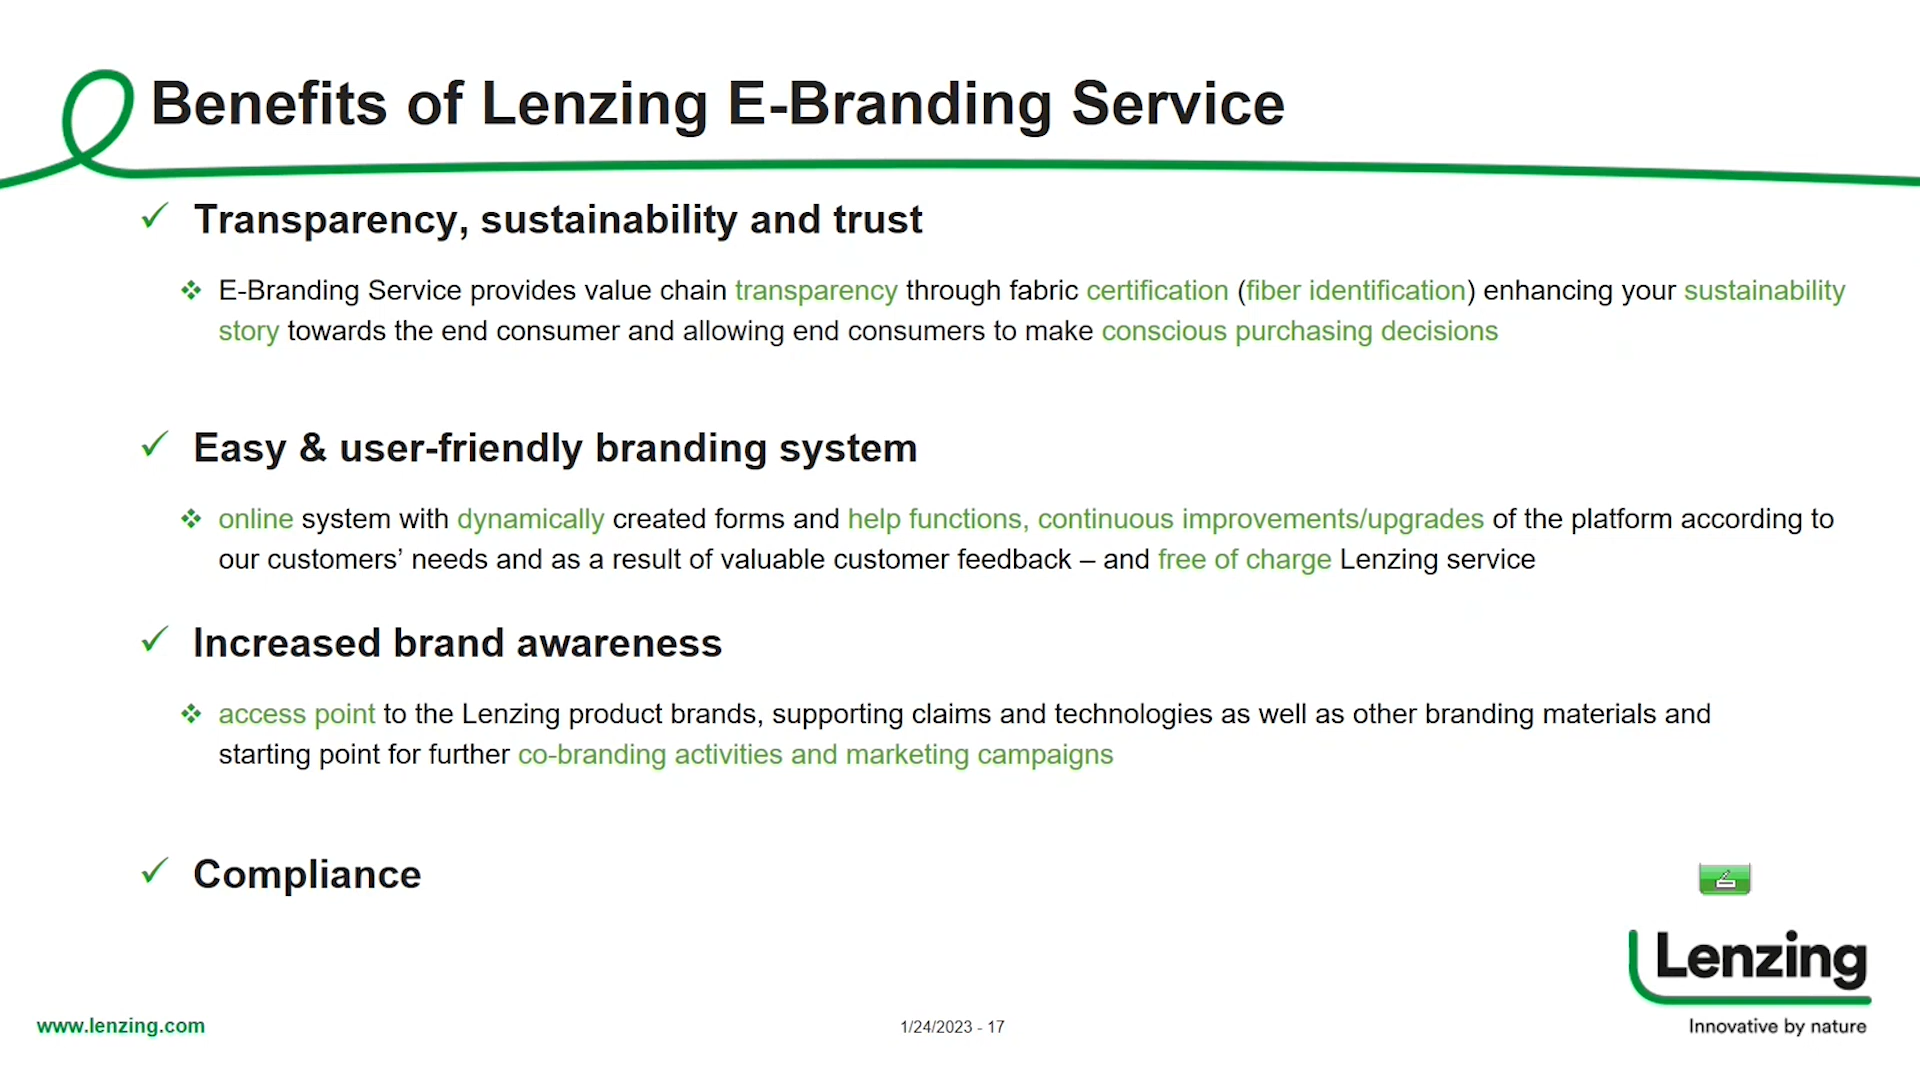 Benefits of Lenzing E-Branding Service
Transparency, sustainability and trust
E-Branding Service provides value chain transparency through fabric certification (fiber identification) enhancing your sustainability
story towards the end consumer and allowing end consumers to make conscious purchasing decisions
Easy & user-friendly branding system
online system with dynamically created forms and help functions, continuous improvements/upgrades of the platform according to
our customers’ needs and as a result of valuable customer feedback – and free of charge Lenzing service
Increased brand awareness
access point to the Lenzing product brands, supporting claims and technologies as well as other branding materials and
starting point for further co-branding activities and marketing campaigns
Compliance
Lenzing
Innovative by nature
www.lenzing.com
1/24/2023 - 17